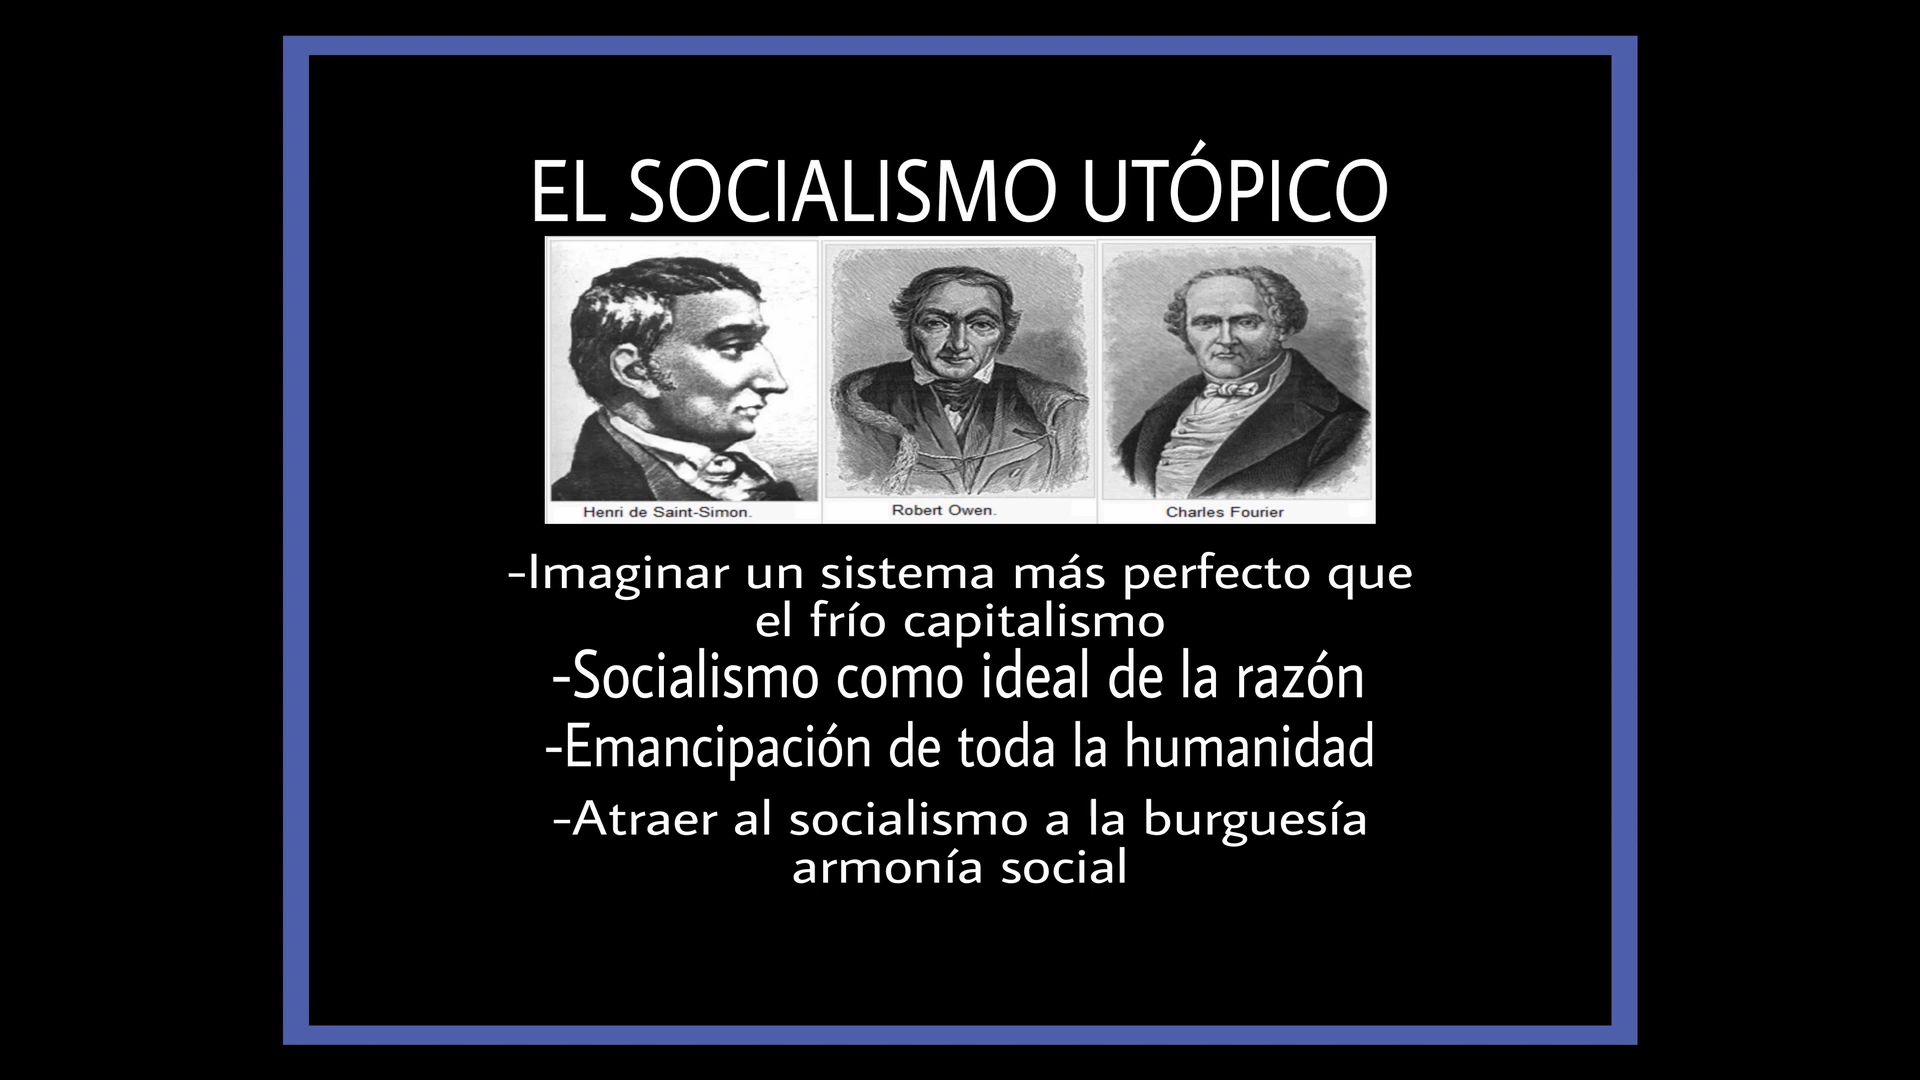 EL SOCIALISMO UTÓPICO
Henri de Saint-Simon.
Robert Owen.
Charles Fourier
-Imaginar un sistema más perfecto que
el frío capitalismo
-Socialismo como ideal de la razón
-Emancipación de toda la humanidad
-Atraer al socialismo a la burguesía
armonía social